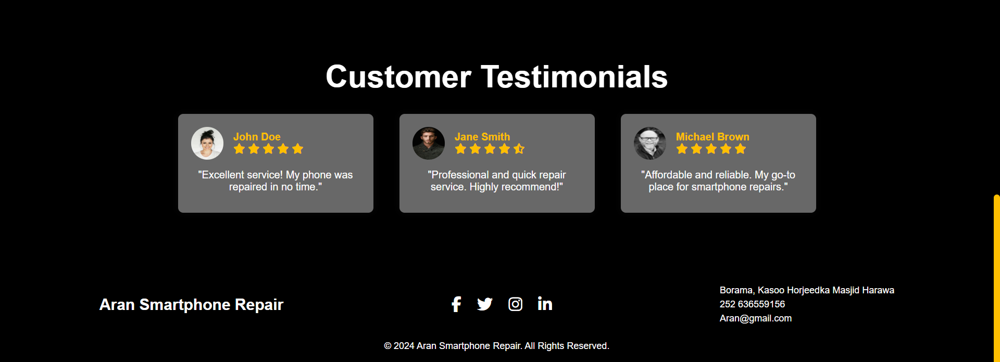 Customer Testimonials
John Doe
"Excellent service! My phone was
repaired in no time."
Jane Smith
"Professional and quick repair
service. Highly recommend!"
Michael Brown
"Affordable and reliable. My go-to
place for smartphone repairs."
Aran Smartphone Repair
Borama, Kasoo Horjeedka Masjid Harawa
252 636559156
Aran@gmail.com
© 2024 Aran Smartphone Repair. All Rights Reserved.